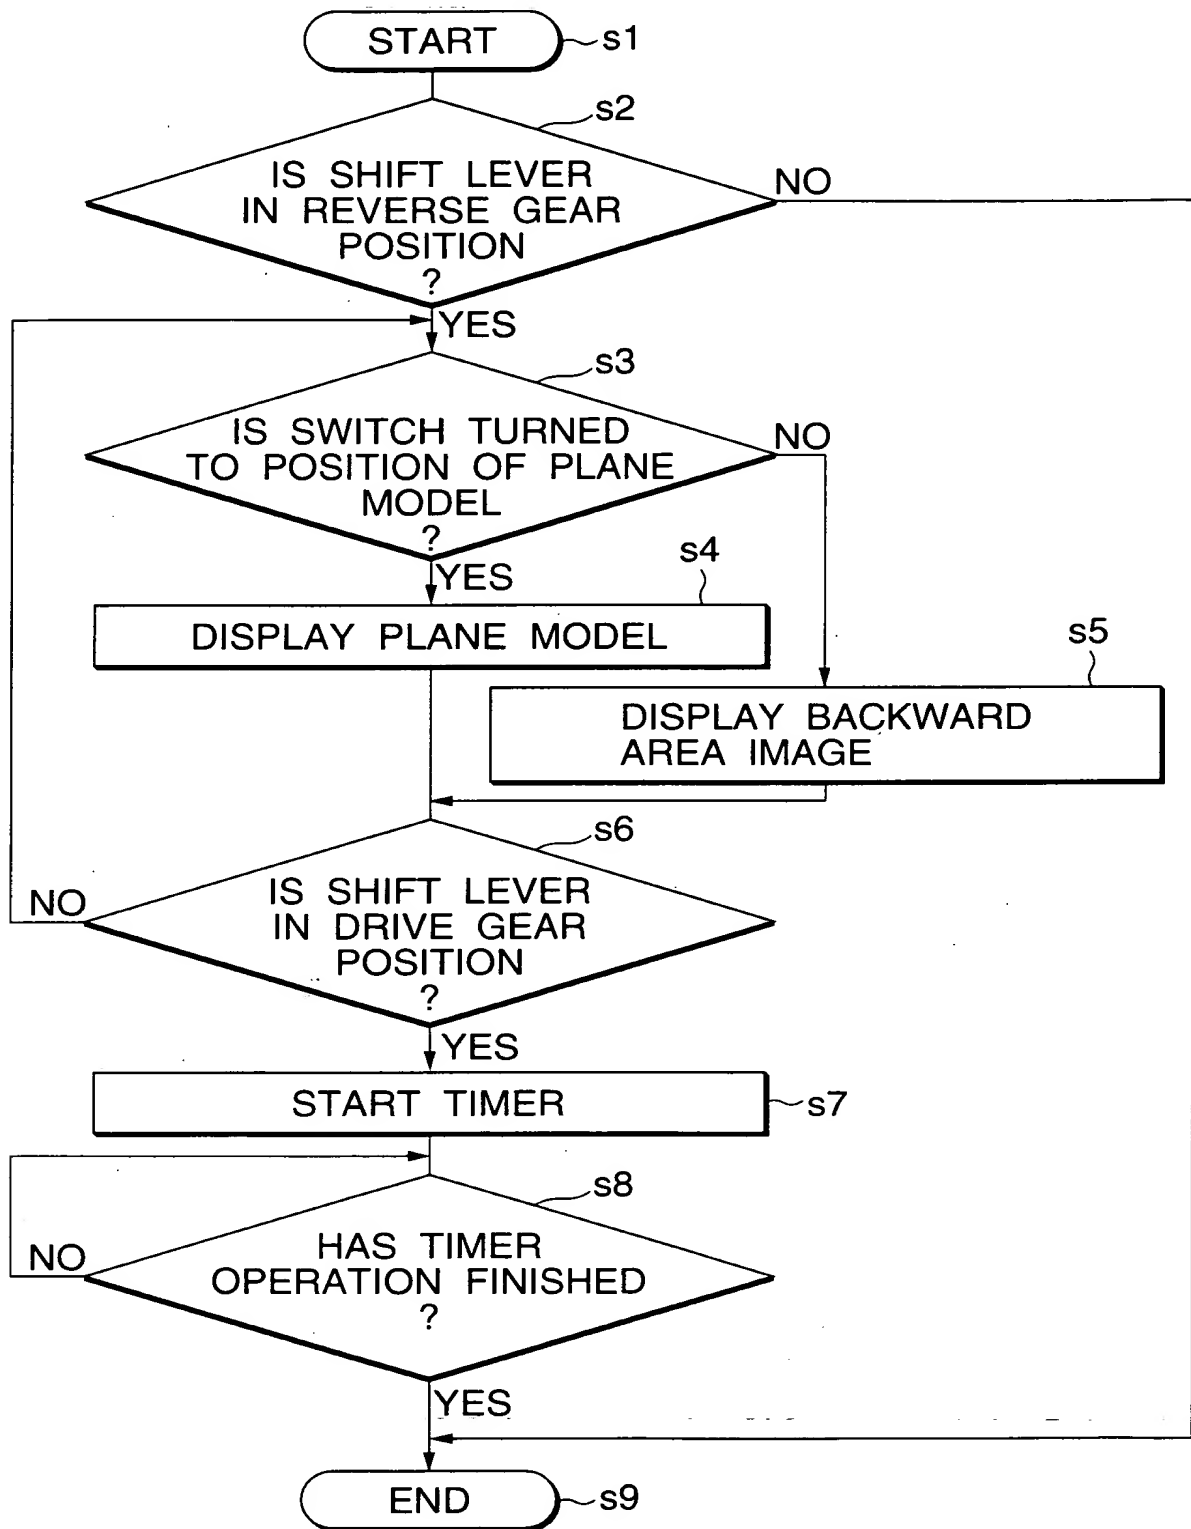 START
s1
s2
IS SHIFT LEVER
IN REVERSE GEAR
POSITION
?
NO
YES
s3
IS SWITCH TURNED
TO POSITION OF PLANE
MODEL
?
NO
YES
s4
DISPLAY PLANE MODEL
s5
DISPLAY BACKWARD
AREA IMAGE
s6
IS SHIFT LEVER
IN DRIVE GEAR
POSITION
?
NO
YES
START TIMER
s7
s8
HAS TIMER
OPERATION FINISHED
?
NO
YES
END
s9